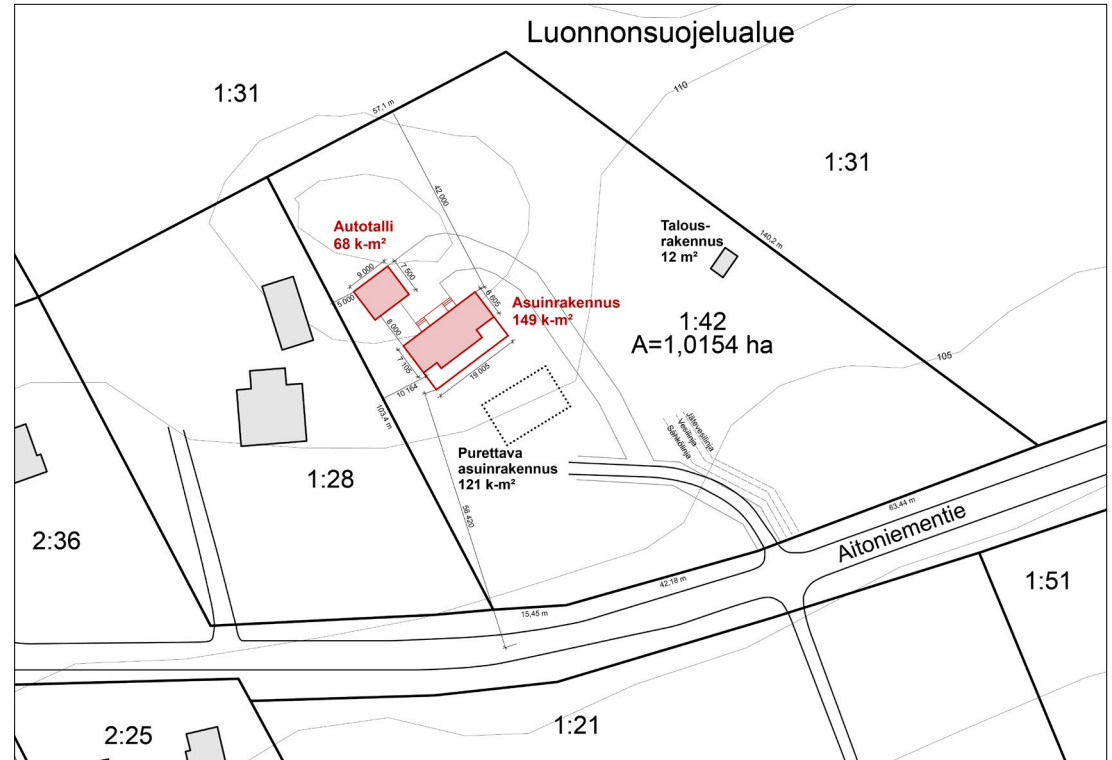 Luonnonsuojelualue
1:31
57,1 m
110
1:31
42 000
Autotalli
68 k-m²
9 000
7 500
Talous-
rakennus
12 m²
140,2 m
5 000
6 605
Asuinrakennus
149 k-m²
8 000
1:42
A=1,0154 ha
105
7 105
19 005
10 164
103,4 m
Jätevesilinja
Vesilinja
Sähkölinja
Purettava
asuinrakennus
121 k-m²
1:28
56 420
2:36
63,44 m
Aitoniementie
42,18 m
15,45 m
1:51
2:25
1:21